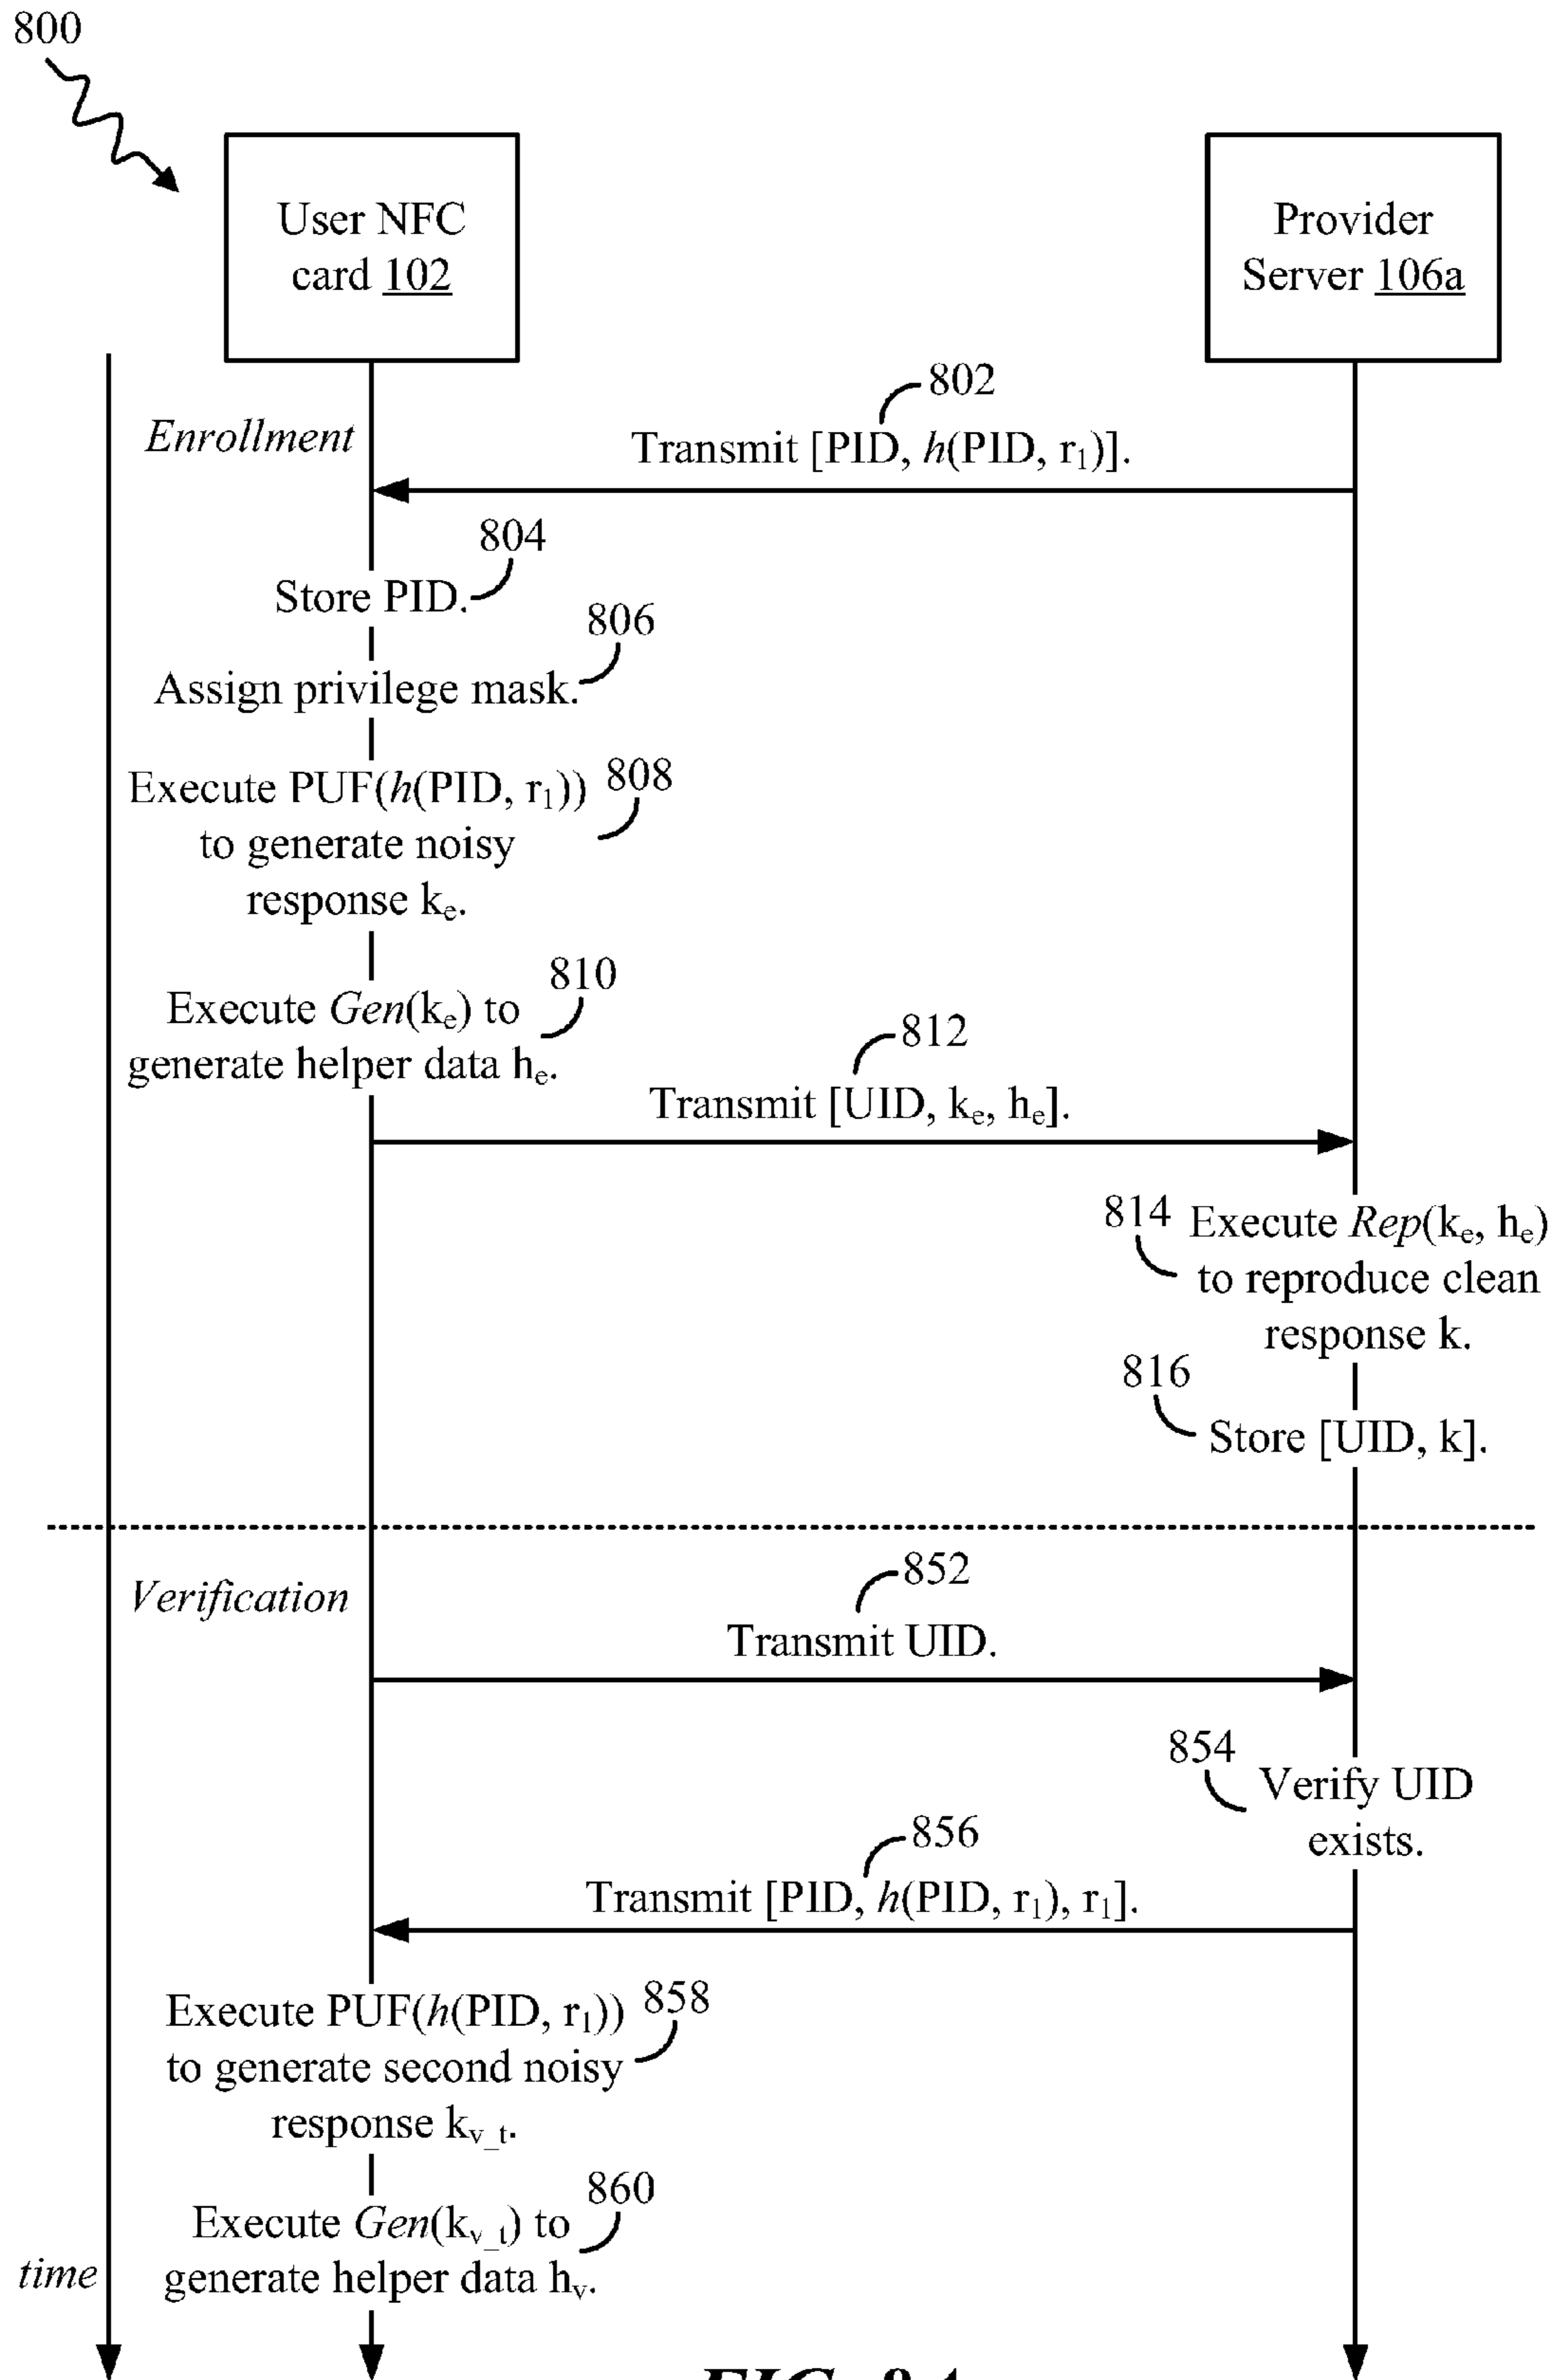 800
User NFC
card 102
Provider
Server 106a
802
Enrollment
Transmit [PID, h(PID, r₁)].
804
Store PID.
806
Assign privilege mask.
Execute PUF(h(PID, r₁)) 808
to generate noisy
response kₑ.
810
Execute Gen(kₑ) to
generate helper data hₑ.
812
Transmit [UID, kₑ, hₑ].
814 Execute Rep(kₑ, hₑ)
to reproduce clean
response k.
816
Store [UID, k].
852
Verification
Transmit UID.
854
Verify UID
exists.
856
Transmit [PID, h(PID, r₁), r₁].
Execute PUF(h(PID, r₁)) 858
to generate second noisy
response k_v_t.
860
Execute Gen(k_v_t) to
generate helper data hᵥ.
time